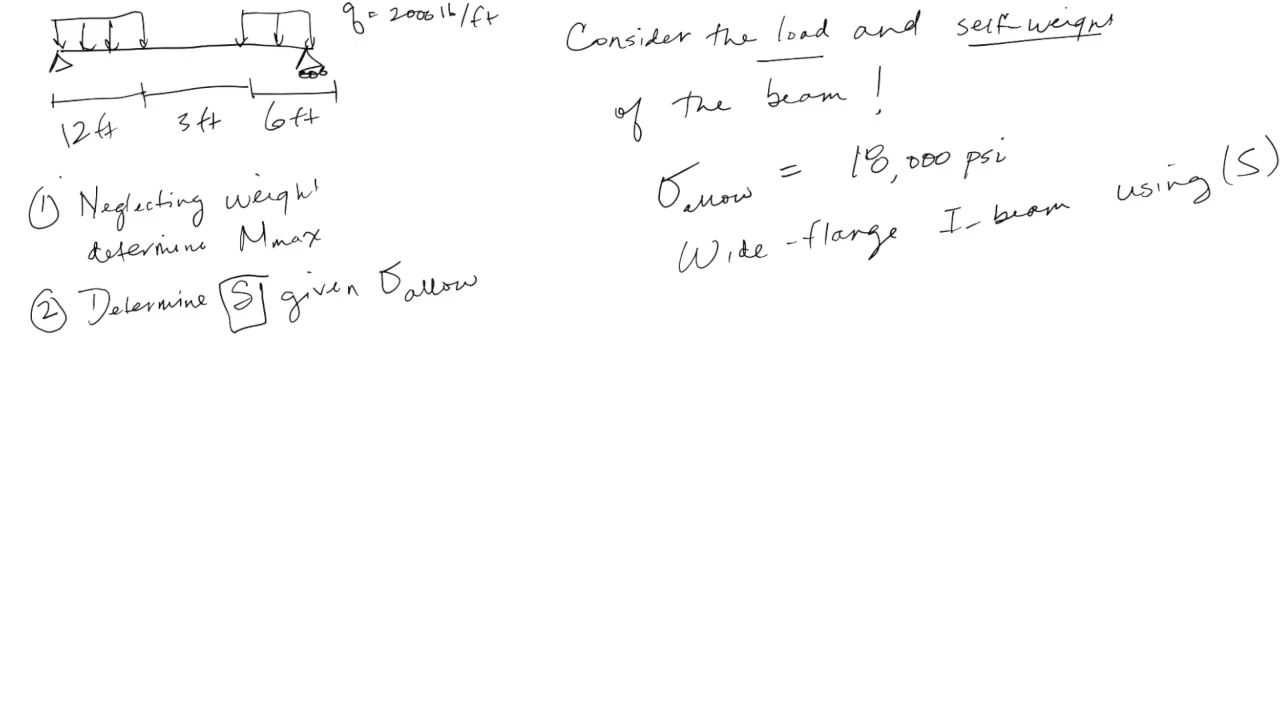 q = 2000 lb/ft
12 ft 3 ft 6 ft
① Neglecting weight
determine Mmax
② Determine S given σallow
Consider the load and self-weight
of the beam!
σallow = 18,000 psi
Wide-flange I-beam using (S)